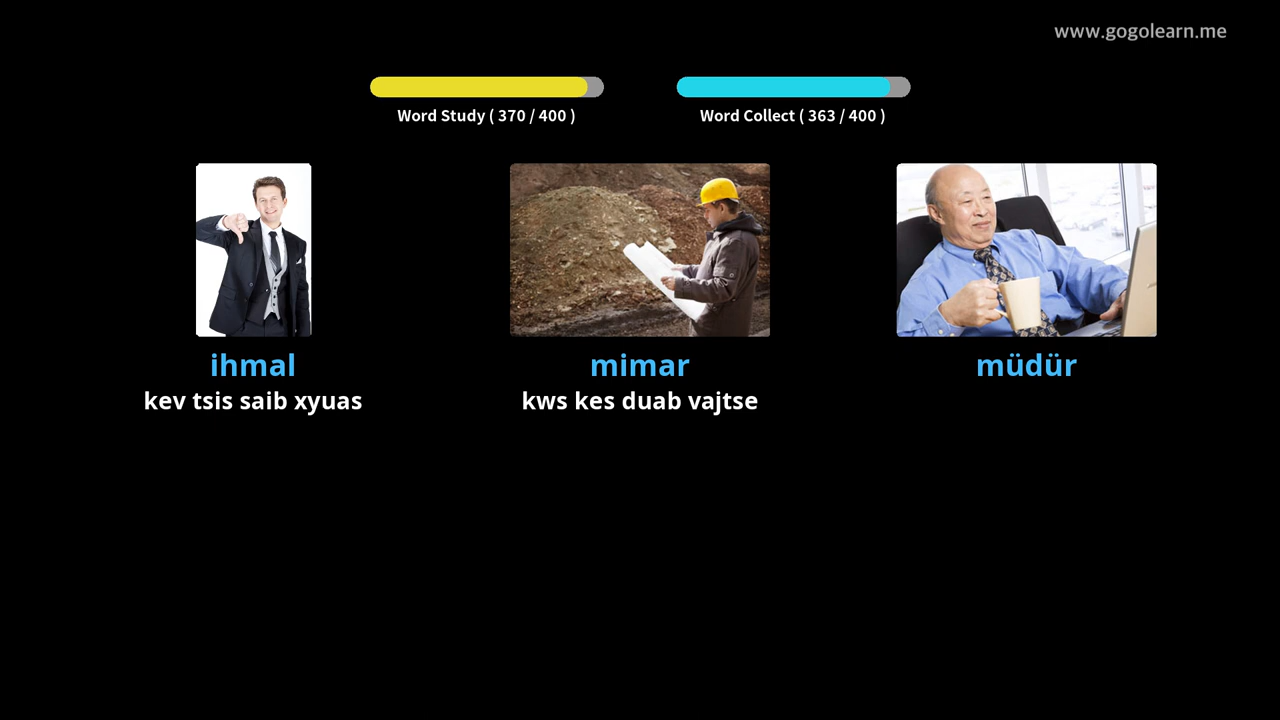 www.gogolearn.me
Word Study ( 370 / 400 )
Word Collect ( 363 / 400 )
ihmal
mimar
müdür
kev tsis saib xyuas
kws kes duab vajtse